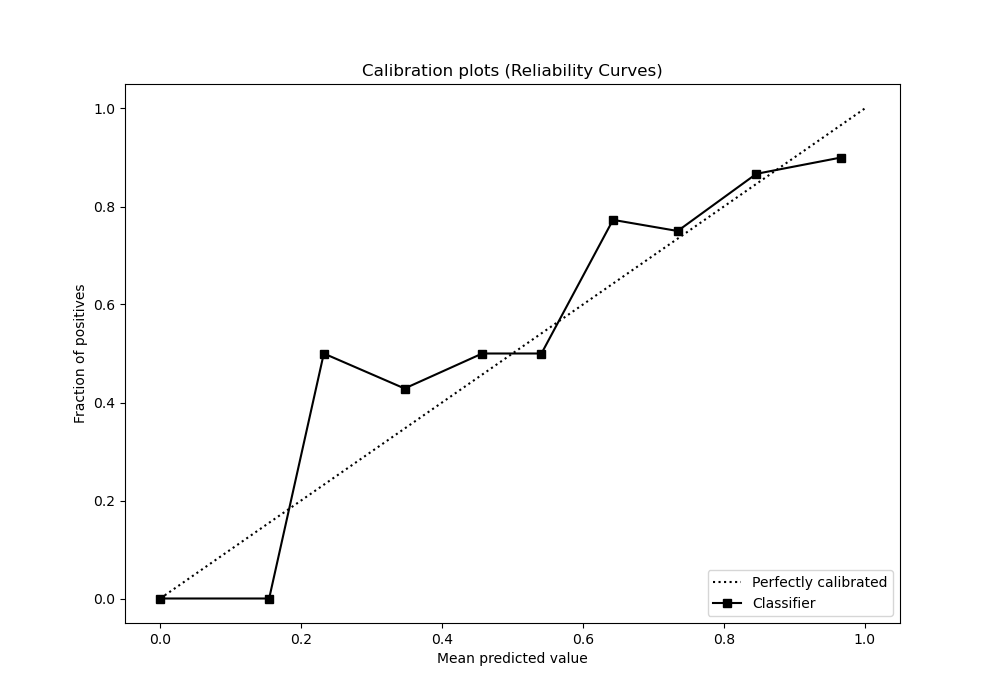 Calibration plots (Reliability Curves)
1.0
0.8
0.6
0.4
0.2
0.0
Fraction of positives
0.0 0.2 0.4 0.6 0.8 1.0
Mean predicted value
Perfectly calibrated
Classifier